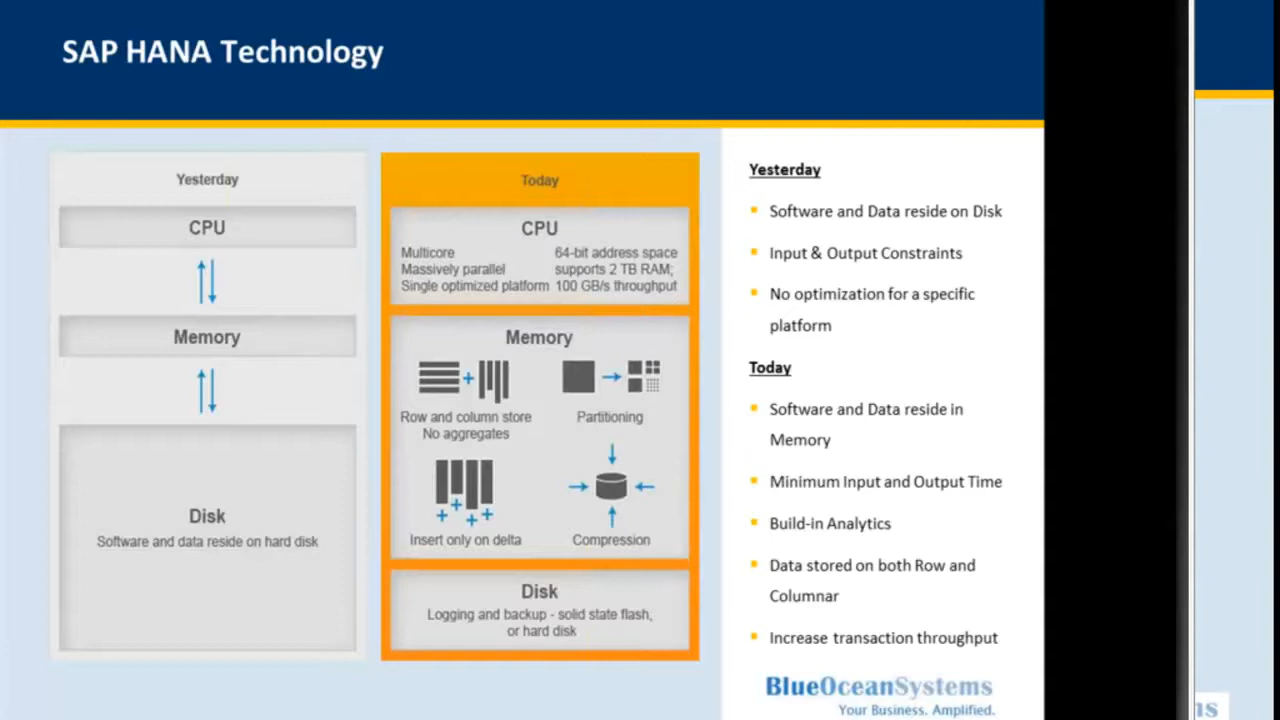 SAP HANA Technology
Yesterday
CPU
Memory
Disk
Software and data reside on hard disk
Today
CPU
Multicore
Massively parallel
Single optimized platform
64-bit address space
supports 2 TB RAM;
100 GB/s throughput
Memory
Row and column store
No aggregates
Partitioning
Insert only on delta
Compression
Disk
Logging and backup - solid state flash,
or hard disk
Yesterday
Software and Data reside on Disk
Input & Output Constraints
No optimization for a specific
platform
Today
Software and Data reside in
Memory
Minimum Input and Output Time
Build-in Analytics
Data stored on both Row and
Columnar
Increase transaction throughput
BlueOceanSystems
Your Business. Amplified.